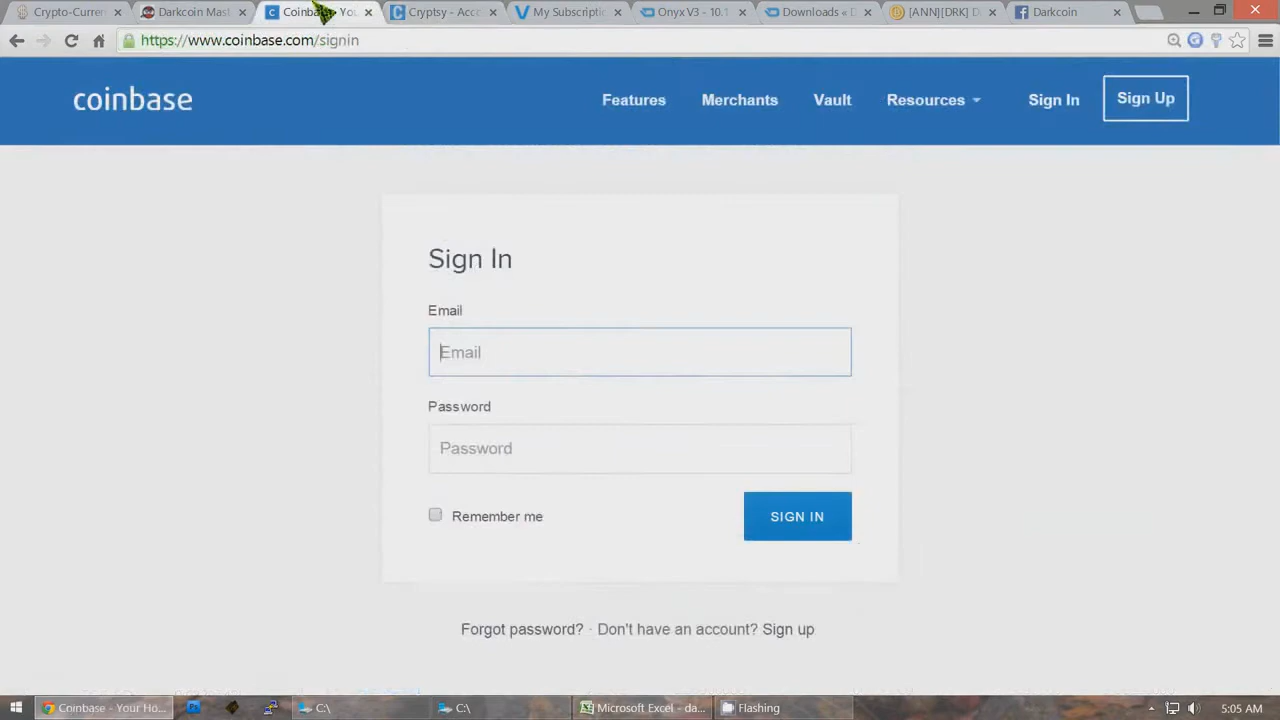 Crypto-Curren
Darkcoin Mast
Coinbase - You
Cryptsy - Acco
My Subscriptio
Onyx V3 - 10.1
Downloads « D
[ANN][DRK] D
Darkcoin
https://www.coinbase.com/signin
coinbase
Features
Merchants
Vault
Resources
Sign In
Sign Up
Sign In
Email
Email
Password
Password
Remember me
SIGN IN
Forgot password? · Don't have an account? Sign up
Coinbase - Your Ho...
C:\
C:\
Microsoft Excel - da...
Flashing
5:05 AM